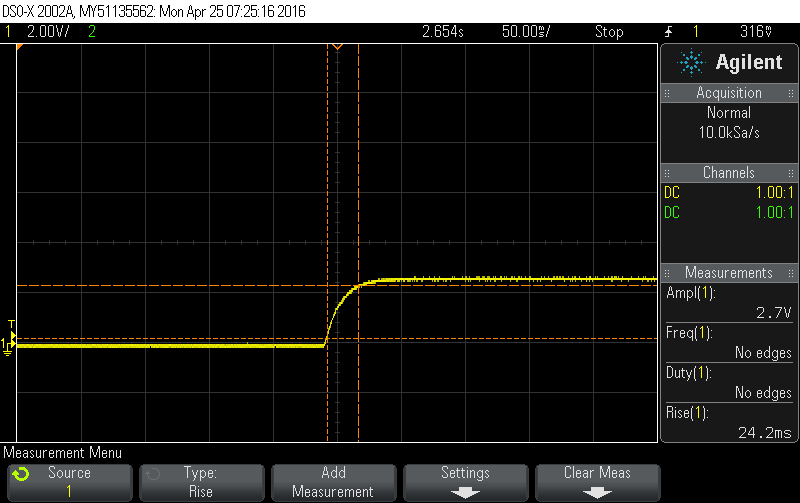 DSO-X 2002A, MY51135562: Mon Apr 25 07:25:16 2016
1 2.00V/ 2 2.654s 50.00ms/ Stop 1 316mV
Agilent
Acquisition
Normal
10.0kSa/s
Channels
DC 1.00:1
DC 1.00:1
Measurements
Ampl(1):
2.7V
Freq(1):
No edges
Duty(1):
No edges
Rise(1):
24.2ms
T
1
Measurement Menu
Source
1
Type:
Rise
Add
Measurement
Settings
Clear Meas